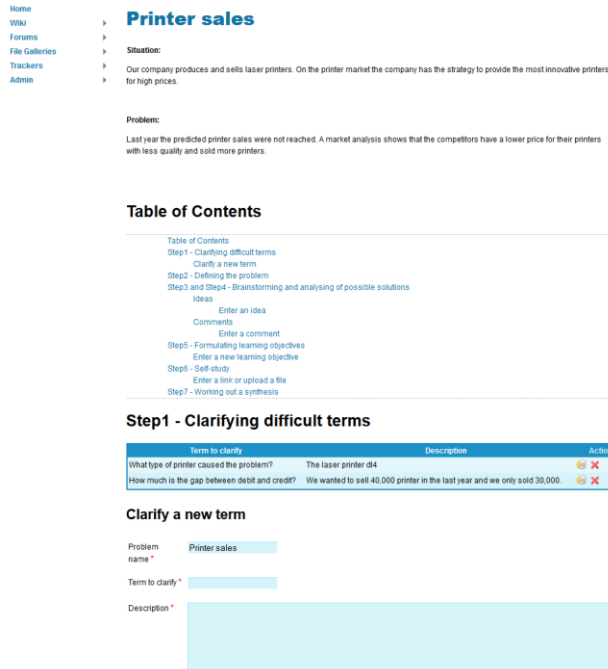 Home
Wiki
Forums
File Galleries
Trackers
Admin
Printer sales
Situation:
Our company produces and sells laser printers. On the printer market the company has the strategy to provide the most innovative printers
for high prices.
Problem:
Last year the predicted printer sales were not reached. A market analysis shows that the competitors have a lower price for their printers
with less quality and sold more printers.
Table of Contents
Table of Contents
Step1 - Clarifying difficult terms
Clarify a new term
Step2 - Defining the problem
Step3 and Step4 - Brainstorming and analysing of possible solutions
Ideas
Enter an idea
Comments
Enter a comment
Step5 - Formulating learning objectives
Enter a new learning objective
Step6 - Self-study
Enter a link or upload a file
Step7 - Working out a synthesis
Step1 - Clarifying difficult terms
Term to clarify Description Actio
What type of printer caused the problem? The laser printer dl4
How much is the gap between debit and credit? We wanted to sell 40,000 printer in the last year and we only sold 30,000.
Clarify a new term
Problem name * Printer sales
Term to clarify *
Description *